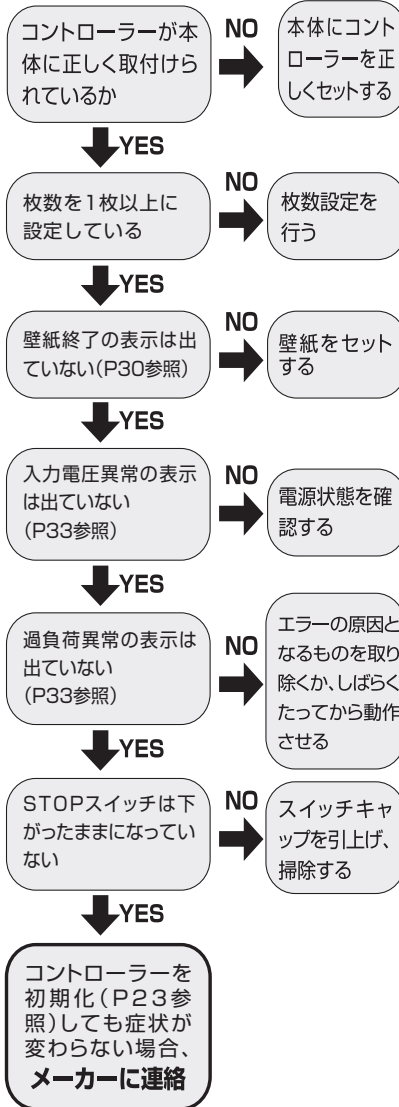 コントローラーが本
体に正しく取付けら
れているか
NO
本体にコント
ローラーを正
しくセットする
YES
枚数を1枚以上に
設定している
NO
枚数設定を
行う
YES
壁紙終了の表示は出
ていない(P30参照)
NO
壁紙をセット
する
YES
入力電圧異常の表示
は出ていない
(P33参照)
NO
電源状態を確
認する
YES
過負荷異常の表示は
出ていない
(P33参照)
NO
エラーの原因と
なるものを取り
除くか、しばらく
たってから動作
させる
YES
STOPスイッチは下
がったままになってい
ない
NO
スイッチキャ
ップを引上げ、
掃除する
YES
コントローラーを
初期化(P23参
照)しても症状が
変わらない場合、
メーカーに連絡